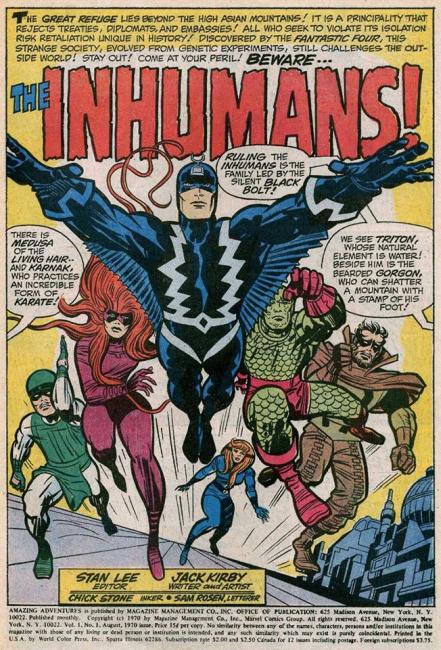 THE GREAT REFUGE LIES BEYOND THE HIGH ASIAN MOUNTAINS! IT IS A PRINCIPALITY THAT
REJECTS TREATIES, DIPLOMATS, AND EMBASSIES! ALL WHO SEEK TO VIOLATE ITS ISOLATION
RISK RETALIATION UNIQUE IN HISTORY! DISCOVERED BY THE FANTASTIC FOUR, THIS
STRANGE SOCIETY, EVOLVED FROM GENETIC EXPERIMENTS, STILL CHALLENGES THE OUT-
SIDE WORLD! STAY OUT! COME AT YOUR PERIL! BEWARE...
THE
INHUMANS!
RULING THE
INHUMANS IS THE
FAMILY LED BY
THE SILENT BLACK
BOLT!
THERE IS
MEDUSA
OF THE
LIVING HAIR--
AND KARNAK,
WHO PRACTICES
AN INCREDIBLE
FORM OF
KARATE!
WE SEE TRITON,
WHOSE NATURAL
ELEMENT IS WATER!
BESIDE HIM IS THE
BEARDED GORGON,
WHO CAN SHATTER
A MOUNTAIN WITH
A STAMP OF HIS
FOOT!
STAN LEE
EDITOR
JACK KIRBY
WRITER and ARTIST
CHICK STONE INKER • SAM ROSEN, LETTERER
AMAZING ADVENTURES is published by MAGAZINE MANAGEMENT CO., INC. OFFICE OF PUBLICATION: 625 Madison Avenue, New York, N. Y.
10022. Published monthly. Copyright (c) 1970 by Magazine Management Co., Inc., Marvel Comics Group. All rights reserved. 625 Madison Avenue, New
York, N.Y. 10022. Vol. 1, No. 1, August, 1970 issue. Price 15¢ per copy. No similarity between any of the names, characters, persons and/or institutions in this
magazine with those of any living or dead person or institution is intended, and any such similarity which may exist is purely coincidental. Printed in the
U.S.A. by World Color Press, Inc., Sparta Illinois 62286. Subscription rate $2.00 and $2.50 Canada for 12 issues including postage. Foreign subscriptions $3.75.